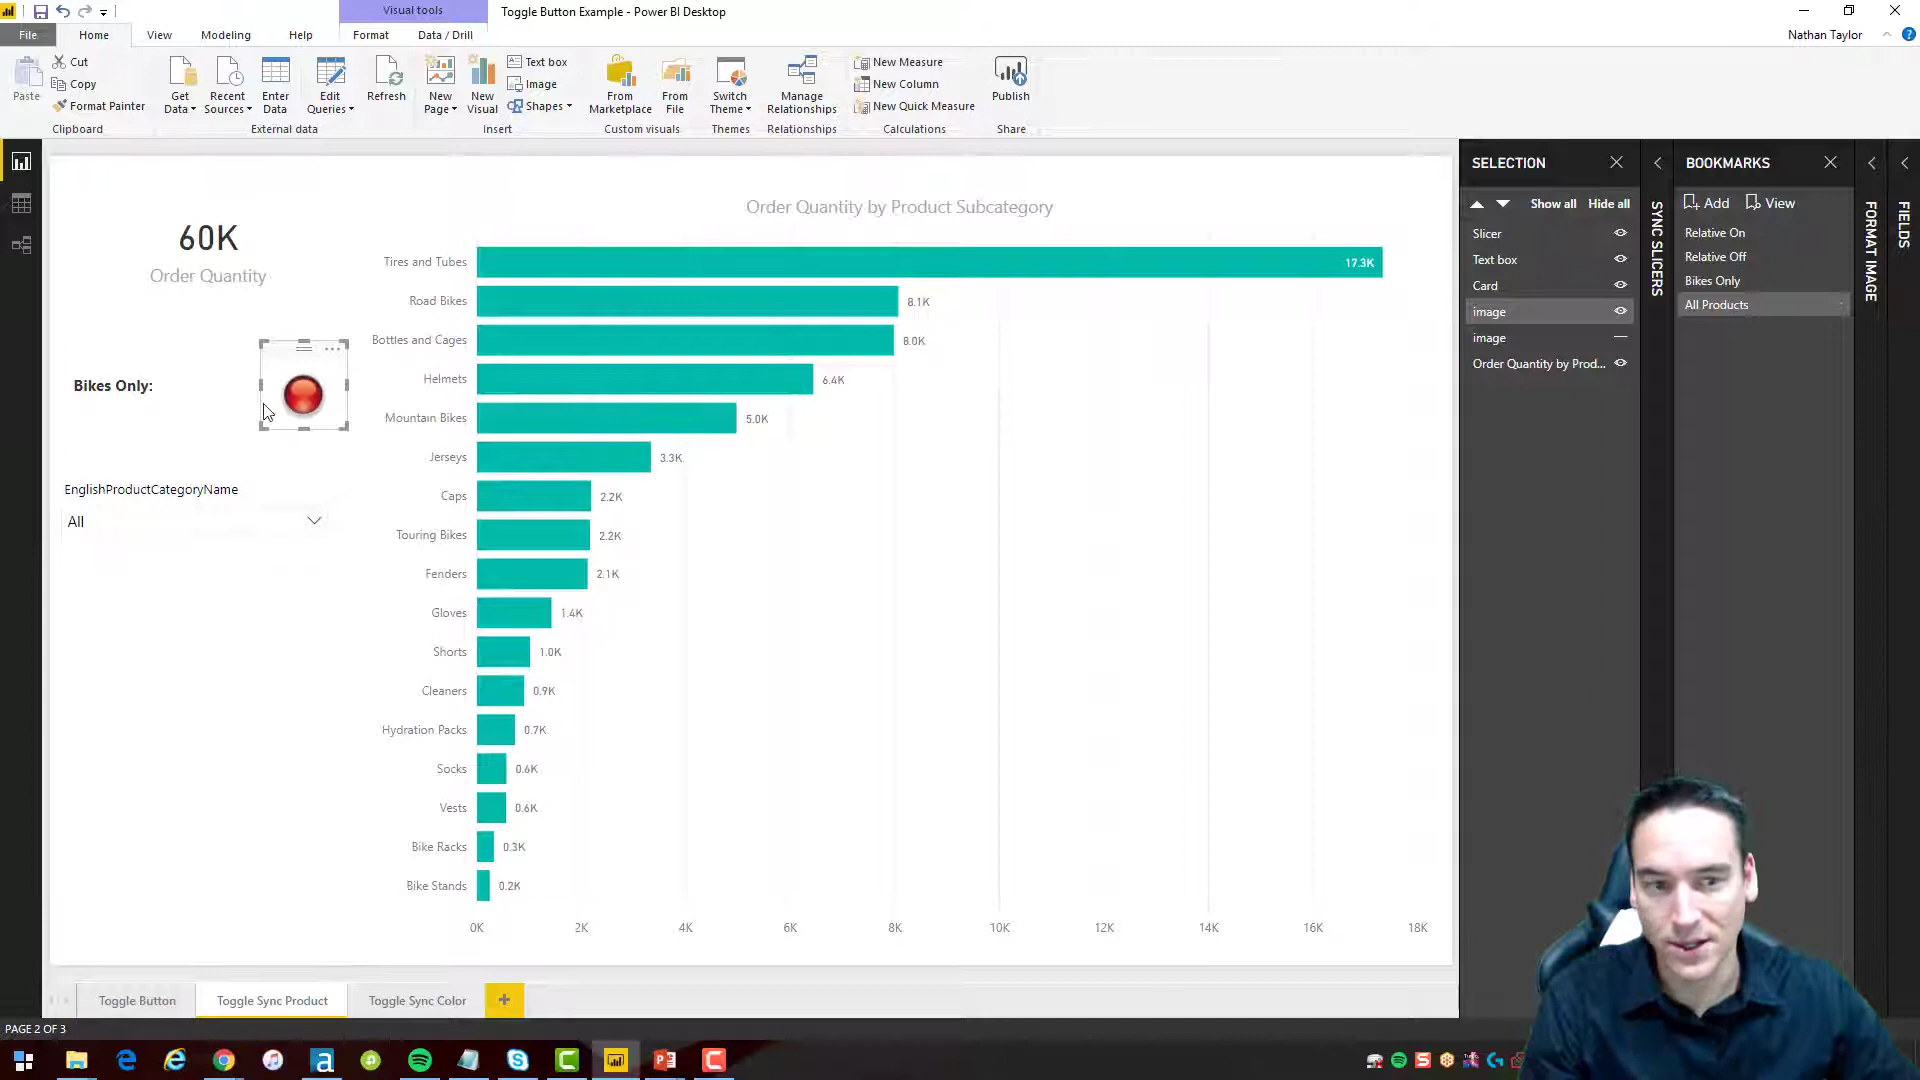 Visual tools
Toggle Button Example - Power BI Desktop
File
Home
View
Modeling
Help
Format
Data / Drill
Nathan Taylor
Paste
Cut
Copy
Format Painter
Clipboard
Get Data
Recent Sources
Enter Data
Edit Queries
External data
Refresh
New Page
New Visual
Text box
Image
Shapes
Insert
From Marketplace
From File
Custom visuals
Switch Theme
Themes
Manage Relationships
Relationships
New Measure
New Column
New Quick Measure
Calculations
Publish
Share
60K
Order Quantity
Bikes Only:
EnglishProductCategoryName
All
Order Quantity by Product Subcategory
Tires and Tubes 17.3K
Road Bikes 8.1K
Bottles and Cages 8.0K
Helmets 6.4K
Mountain Bikes 5.0K
Jerseys 3.3K
Caps 2.2K
Touring Bikes 2.2K
Fenders 2.1K
Gloves 1.4K
Shorts 1.0K
Cleaners 0.9K
Hydration Packs 0.7K
Socks 0.6K
Vests 0.6K
Bike Racks 0.3K
Bike Stands 0.2K
0K 2K 4K 6K 8K 10K 12K 14K 16K 18K
SELECTION
Show all Hide all
Slicer
Text box
Card
image
image
Order Quantity by Prod...
SYNC SLICERS
BOOKMARKS
Add View
Relative On
Relative Off
Bikes Only
All Products
FORMAT IMAGE
FIELDS
Toggle Button
Toggle Sync Product
Toggle Sync Color
PAGE 2 OF 3